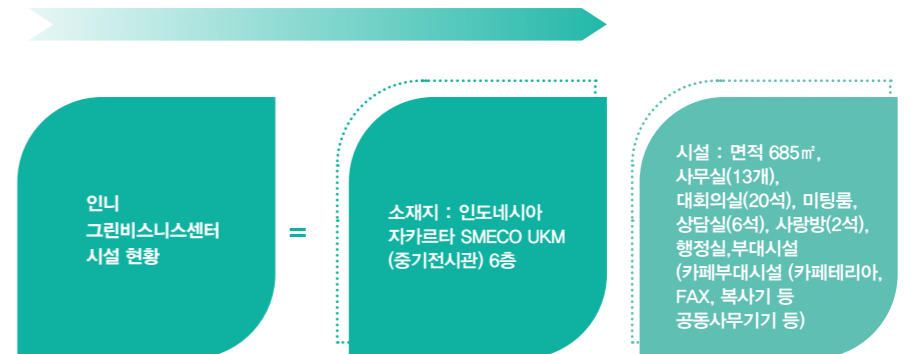 인니
그린비스니스센터
시설 현황
=
소재지 : 인도네시아
자카르타 SMECO UKM
(중기전시관) 6층
시설 : 면적 685㎡,
사무실(13개),
대회의실(20석), 미팅룸,
상담실(6석), 사랑방(2석),
행정실,부대시설
(카페부대시설 (카페테리아,
FAX, 복사기 등
공동사무기기 등)